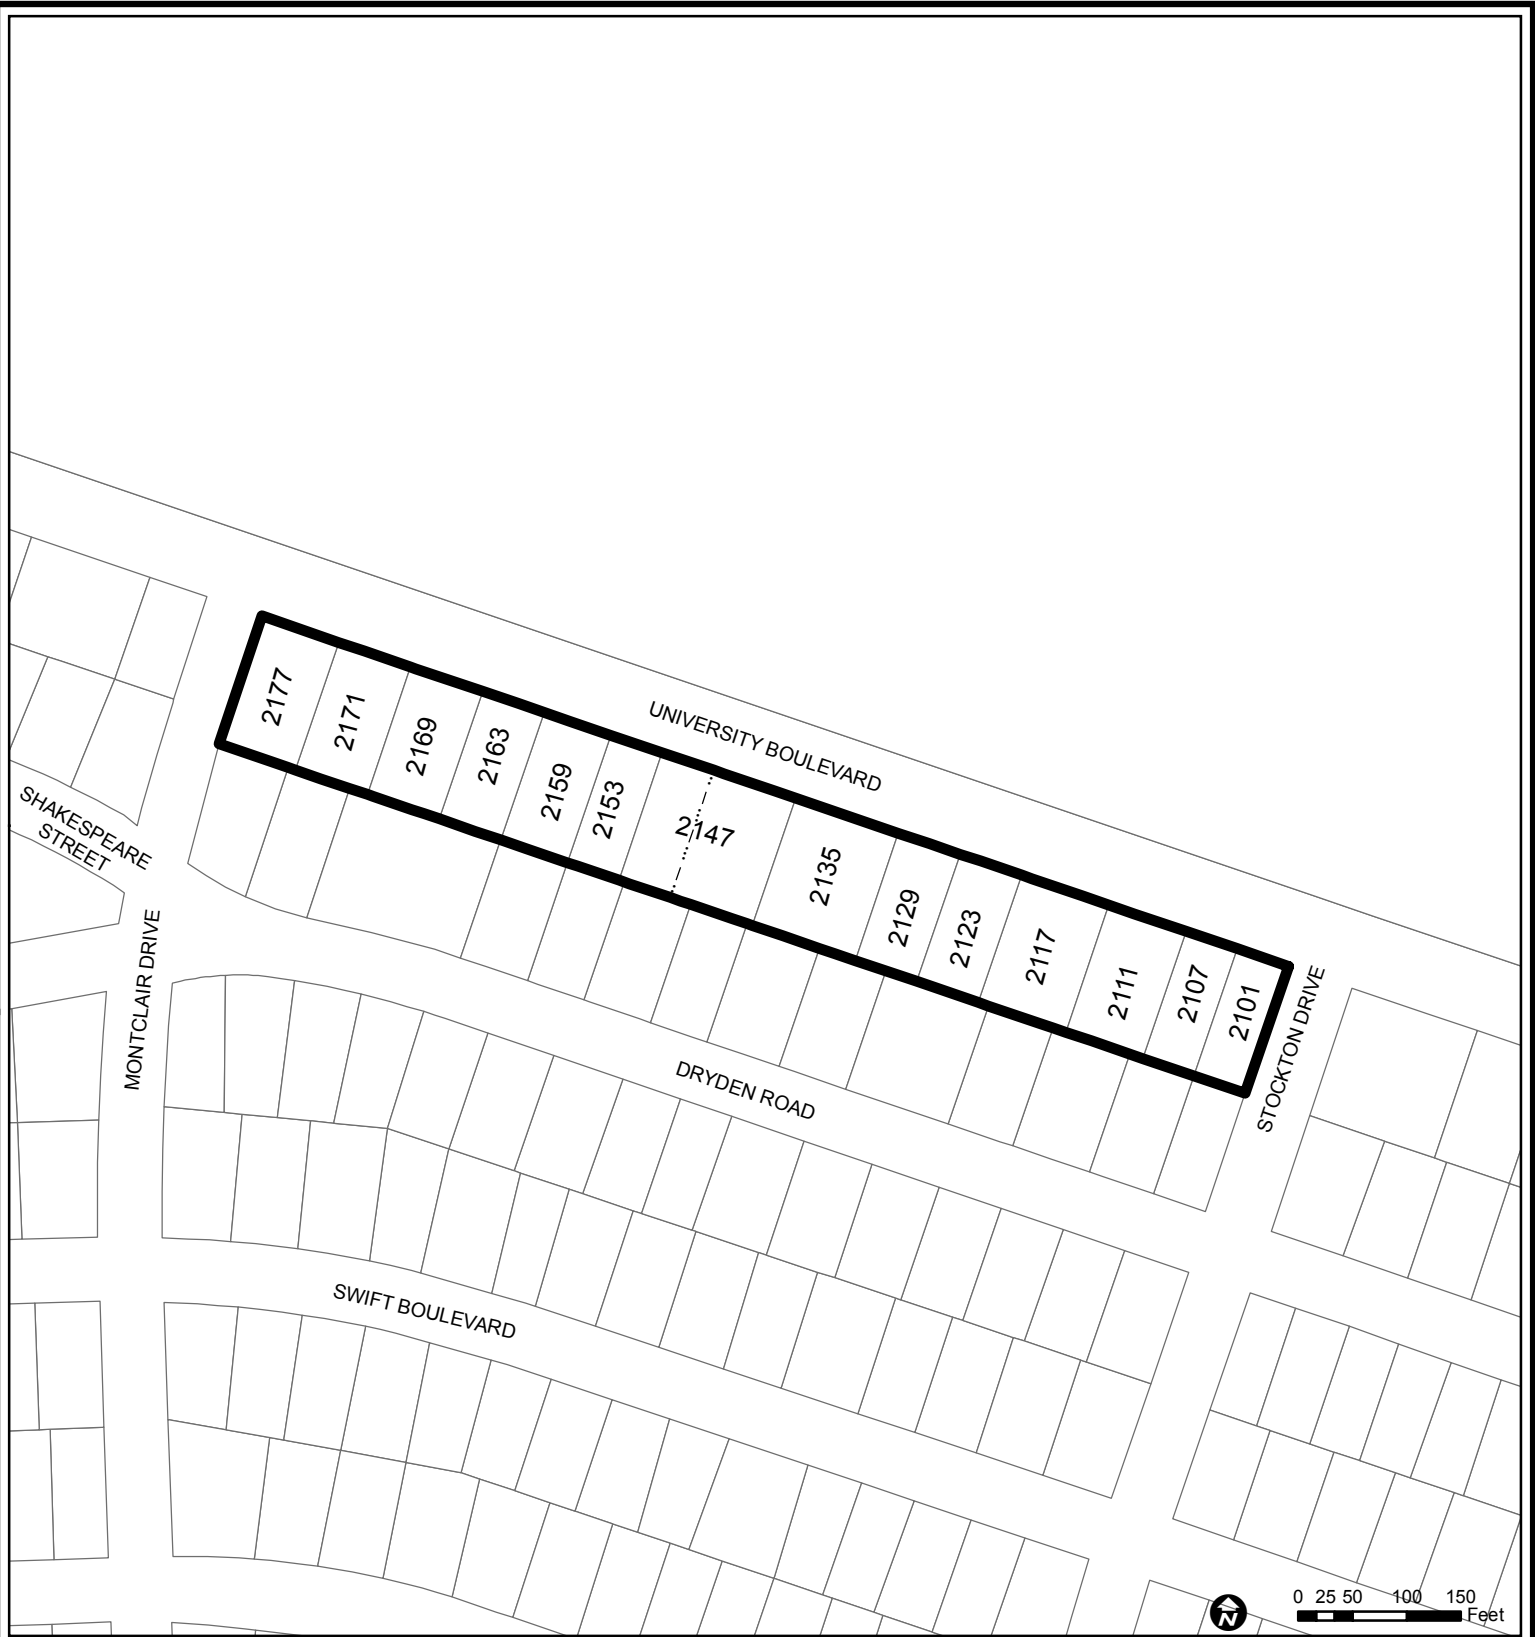 UNIVERSITY BOULEVARD
2177
2171
2169
2163
2159
2153
2147
2135
2129
2123
2117
2111
2107
2101
SHAKESPEARE
STREET
MONTCLAIR DRIVE
STOCKTON DRIVE
DRYDEN ROAD
SWIFT BOULEVARD
N
0 25 50 100 150
Feet